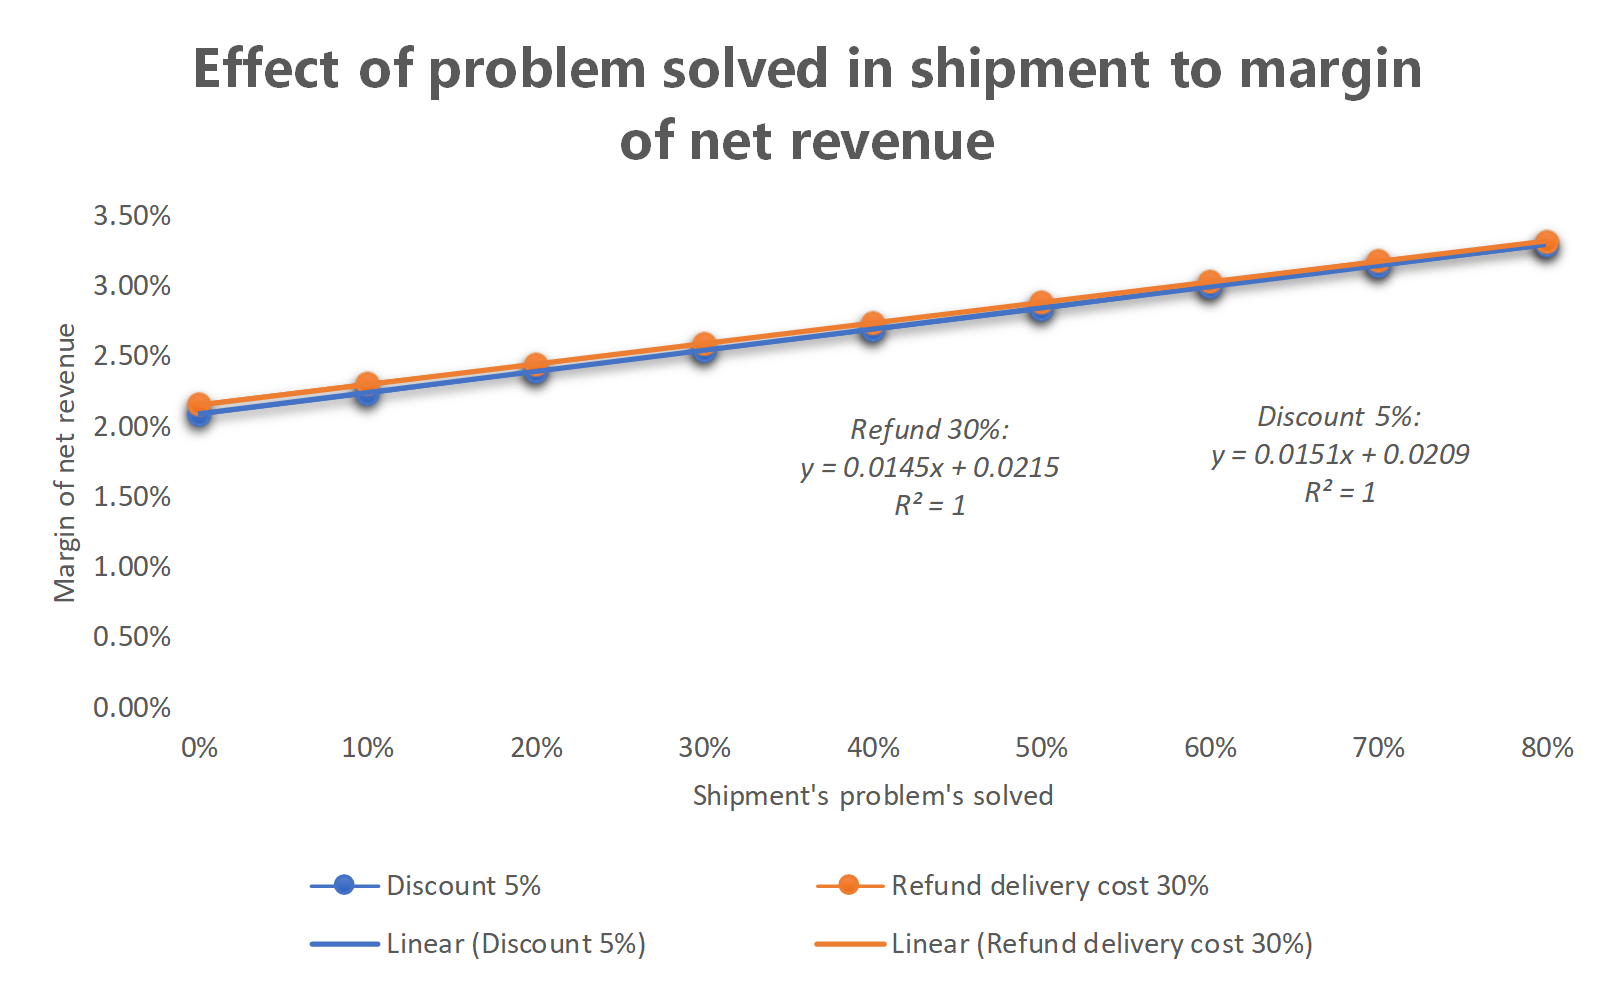 Effect of problem solved in shipment to margin
of net revenue
3.50%
3.00%
2.50%
2.00%
1.50%
1.00%
0.50%
0.00%
Margin of net revenue
Refund 30%:
y = 0.0145x + 0.0215
R² = 1
Discount 5%:
y = 0.0151x + 0.0209
R² = 1
0% 10% 20% 30% 40% 50% 60% 70% 80%
Shipment's problem's solved
Discount 5% Refund delivery cost 30%
Linear (Discount 5%) Linear (Refund delivery cost 30%)